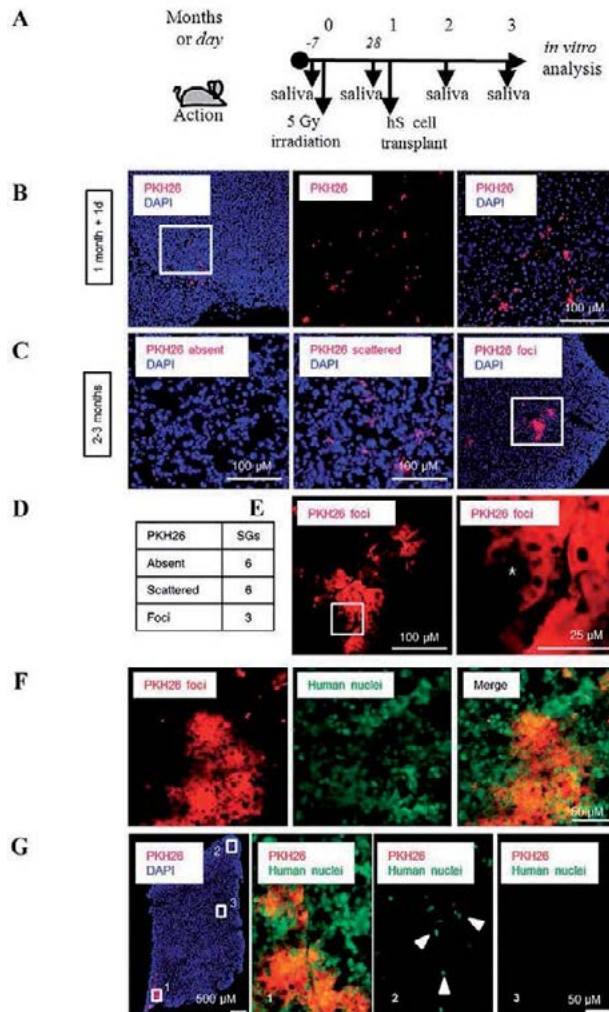 A
Months
or day
0
1
2
3
-7
28
in vitro
analysis
saliva
saliva
saliva
saliva
Action
5 Gy
irradiation
hS cell
transplant
B
1 month + 1d
PKH26
DAPI
PKH26
PKH26
DAPI
100 µM
C
2-3 months
PKH26 absent
DAPI
100 µM
PKH26 scattered
DAPI
100 µM
PKH26 foci
DAPI
D
PKH26 SGs
Absent 6
Scattered 6
Foci 3
E
PKH26 foci
100 µM
PKH26 foci
*
25 µM
F
PKH26 foci
Human nuclei
Merge
50 µM
G
PKH26
DAPI
2
3
1
500 µM
PKH26
Human nuclei
1
PKH26
Human nuclei
2
PKH26
Human nuclei
3
50 µM